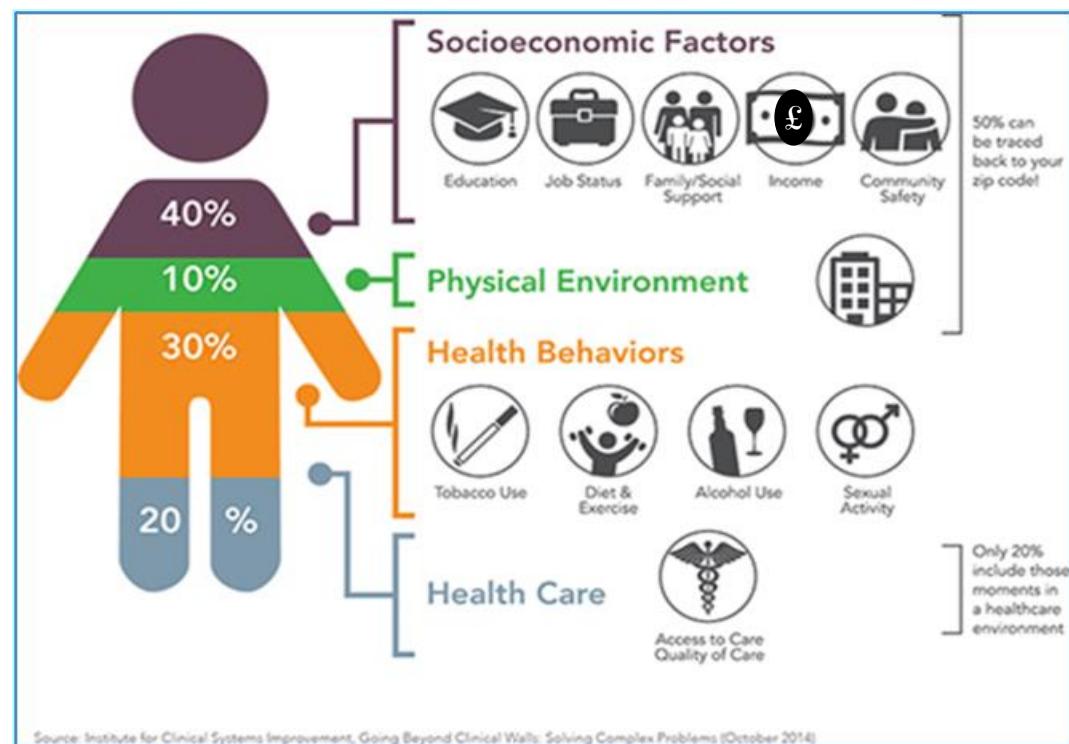 Socioeconomic Factors
£
Education
Job Status
Family/Social
Support
Income
Community
Safety
50% can
be traced
back to your
zip code!
40%
10%
Physical Environment
30%
Health Behaviors
Tobacco Use
Diet &
Exercise
Alcohol Use
Sexual
Activity
20 %
Health Care
Access to Care
Quality of Care
Only 20%
include those
moments in
a healthcare
environment
Source: Institute for Clinical Systems Improvement, Going Beyond Clinical Walls: Solving Complex Problems (October 2014)